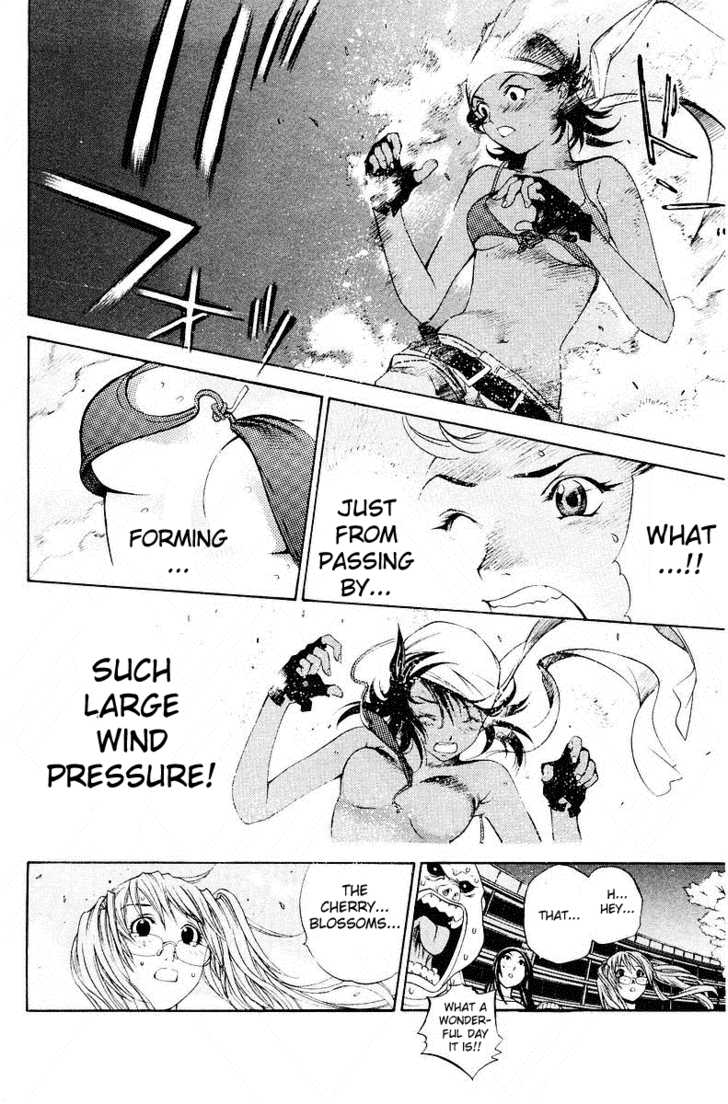 WHAT
...!!
JUST
FROM
PASSING
BY...
FORMING
...
SUCH
LARGE
WIND
PRESSURE!
H...
HEY...
THAT...
WHAT A
WONDER-
FUL DAY
IT IS!!
THE
CHERRY...
BLOSSOMS...